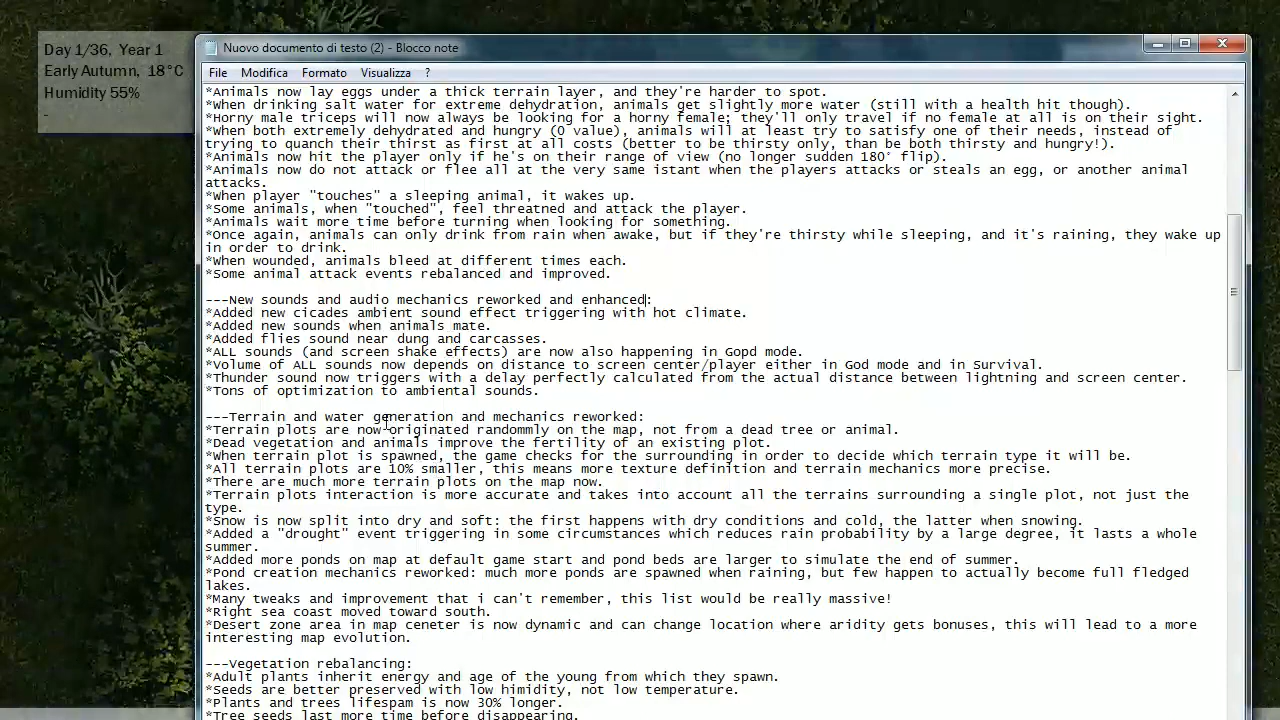 Day 1/36, Year 1
Early Autumn, 18°C
Humidity 55%
-
Nuovo documento di testo (2) - Blocco note
File Modifica Formato Visualizza ?
*Animals now lay eggs under a thick terrain layer, and they're harder to spot.
*When drinking salt water for extreme dehydration, animals get slightly more water (still with a health hit though).
*Horny male triceps will now always be looking for a horny female; they'll only travel if no female at all is on their sight.
*When both extremely dehydrated and hungry (0 value), animals will at least try to satisfy one of their needs, instead of
trying to quanch their thirst as first at all costs (better to be thirsty only, than be both thirsty and hungry!).
*Animals now hit the player only if he's on their range of view (no longer sudden 180° flip).
*Animals now do not attack or flee all at the very same istant when the players attacks or steals an egg, or another animal
attacks.
*When player "touches" a sleeping animal, it wakes up.
*Some animals, when "touched", feel threatned and attack the player.
*Animals wait more time before turning when looking for something.
*Once again, animals can only drink from rain when awake, but if they're thirsty while sleeping, and it's raining, they wake up
in order to drink.
*When wounded, animals bleed at different times each.
*Some animal attack events rebalanced and improved.
---New sounds and audio mechanics reworked and enhanced:
*Added new cicades ambient sound effect triggering with hot climate.
*Added new sounds when animals mate.
*Added flies sound near dung and carcasses.
*ALL sounds (and screen shake effects) are now also happening in Gopd mode.
*Volume of ALL sounds now depends on distance to screen center/player either in God mode and in Survival.
*Thunder sound now triggers with a delay perfectly calculated from the actual distance between lightning and screen center.
*Tons of optimization to ambiental sounds.
---Terrain and water generation and mechanics reworked:
*Terrain plots are now originated randommly on the map, not from a dead tree or animal.
*Dead vegetation and animals improve the fertility of an existing plot.
*When terrain plot is spawned, the game checks for the surrounding in order to decide which terrain type it will be.
*All terrain plots are 10% smaller, this means more texture definition and terrain mechanics more precise.
*There are much more terrain plots on the map now.
*Terrain plots interaction is more accurate and takes into account all the terrains surrounding a single plot, not just the
type.
*Snow is now split into dry and soft: the first happens with dry conditions and cold, the latter when snowing.
*Added a "drought" event triggering in some circumstances which reduces rain probability by a large degree, it lasts a whole
summer.
*Added more ponds on map at default game start and pond beds are larger to simulate the end of summer.
*Pond creation mechanics reworked: much more ponds are spawned when raining, but few happen to actually become full fledged
lakes.
*Many tweaks and improvement that i can't remember, this list would be really massive!
*Right sea coast moved toward south.
*Desert zone area in map ceneter is now dynamic and can change location where aridity gets bonuses, this will lead to a more
interesting map evolution.
---Vegetation rebalancing:
*Adult plants inherit energy and age of the young from which they spawn.
*Seeds are better preserved with low himidity, not low temperature.
*Plants and trees lifespam is now 30% longer.
*Tree seeds last more time before disappearing.